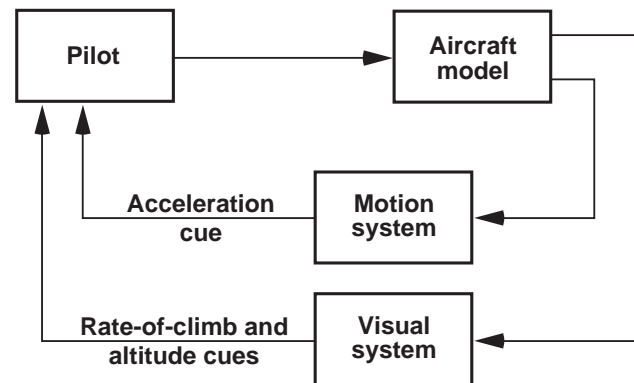 Pilot
Aircraft
model
Acceleration
cue
Motion
system
Rate-of-climb and
altitude cues
Visual
system